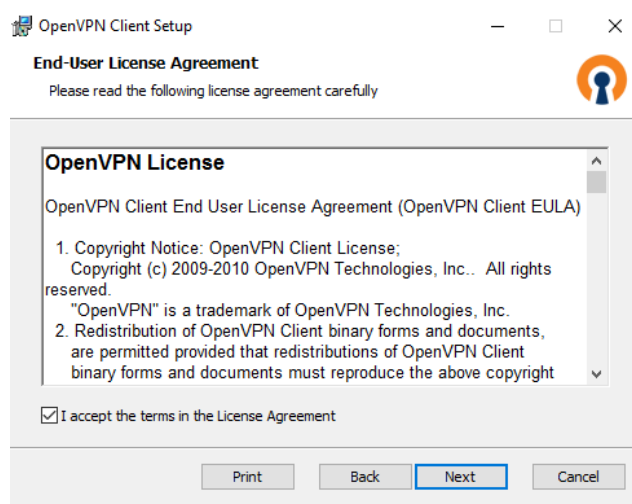 OpenVPN Client Setup
End-User License Agreement
Please read the following license agreement carefully
OpenVPN License
OpenVPN Client End User License Agreement (OpenVPN Client EULA)
1. Copyright Notice: OpenVPN Client License;
Copyright (c) 2009-2010 OpenVPN Technologies, Inc.. All rights
reserved.
"OpenVPN" is a trademark of OpenVPN Technologies, Inc.
2. Redistribution of OpenVPN Client binary forms and documents,
are permitted provided that redistributions of OpenVPN Client
binary forms and documents must reproduce the above copyright
I accept the terms in the License Agreement
Print Back Next Cancel